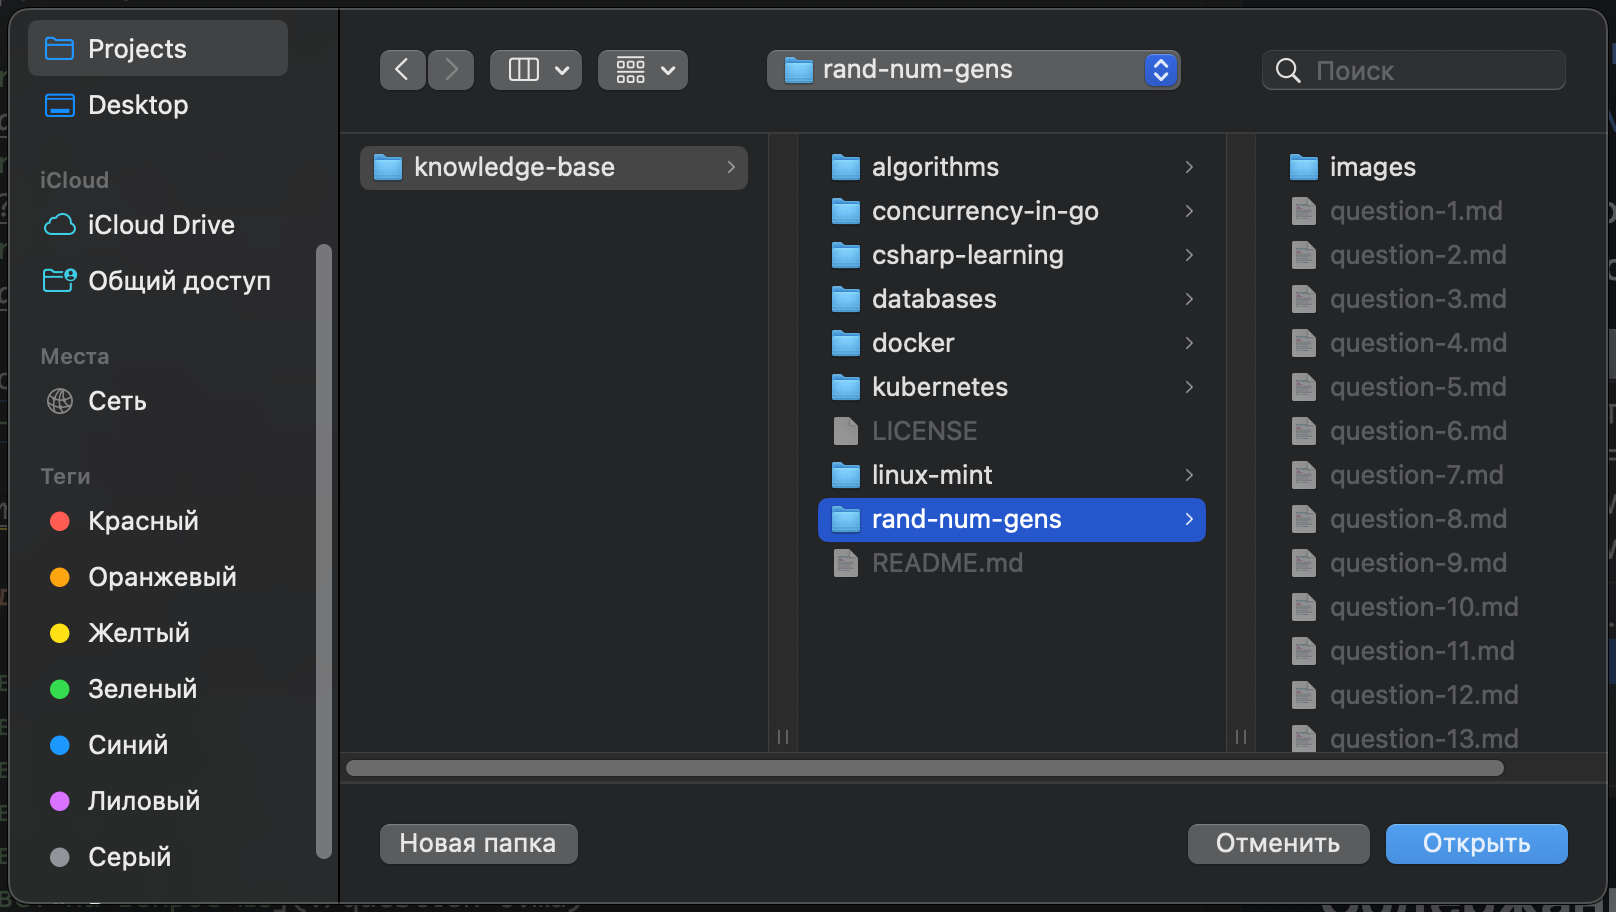 Projects
Desktop
iCloud
iCloud Drive
Общий доступ
Места
Сеть
Теги
Красный
Оранжевый
Желтый
Зеленый
Синий
Лиловый
Серый
rand-num-gens
Поиск
knowledge-base
algorithms
concurrency-in-go
csharp-learning
databases
docker
kubernetes
LICENSE
linux-mint
rand-num-gens
README.md
images
question-1.md
question-2.md
question-3.md
question-4.md
question-5.md
question-6.md
question-7.md
question-8.md
question-9.md
question-10.md
question-11.md
question-12.md
question-13.md
Новая папка
Отменить
Открыть